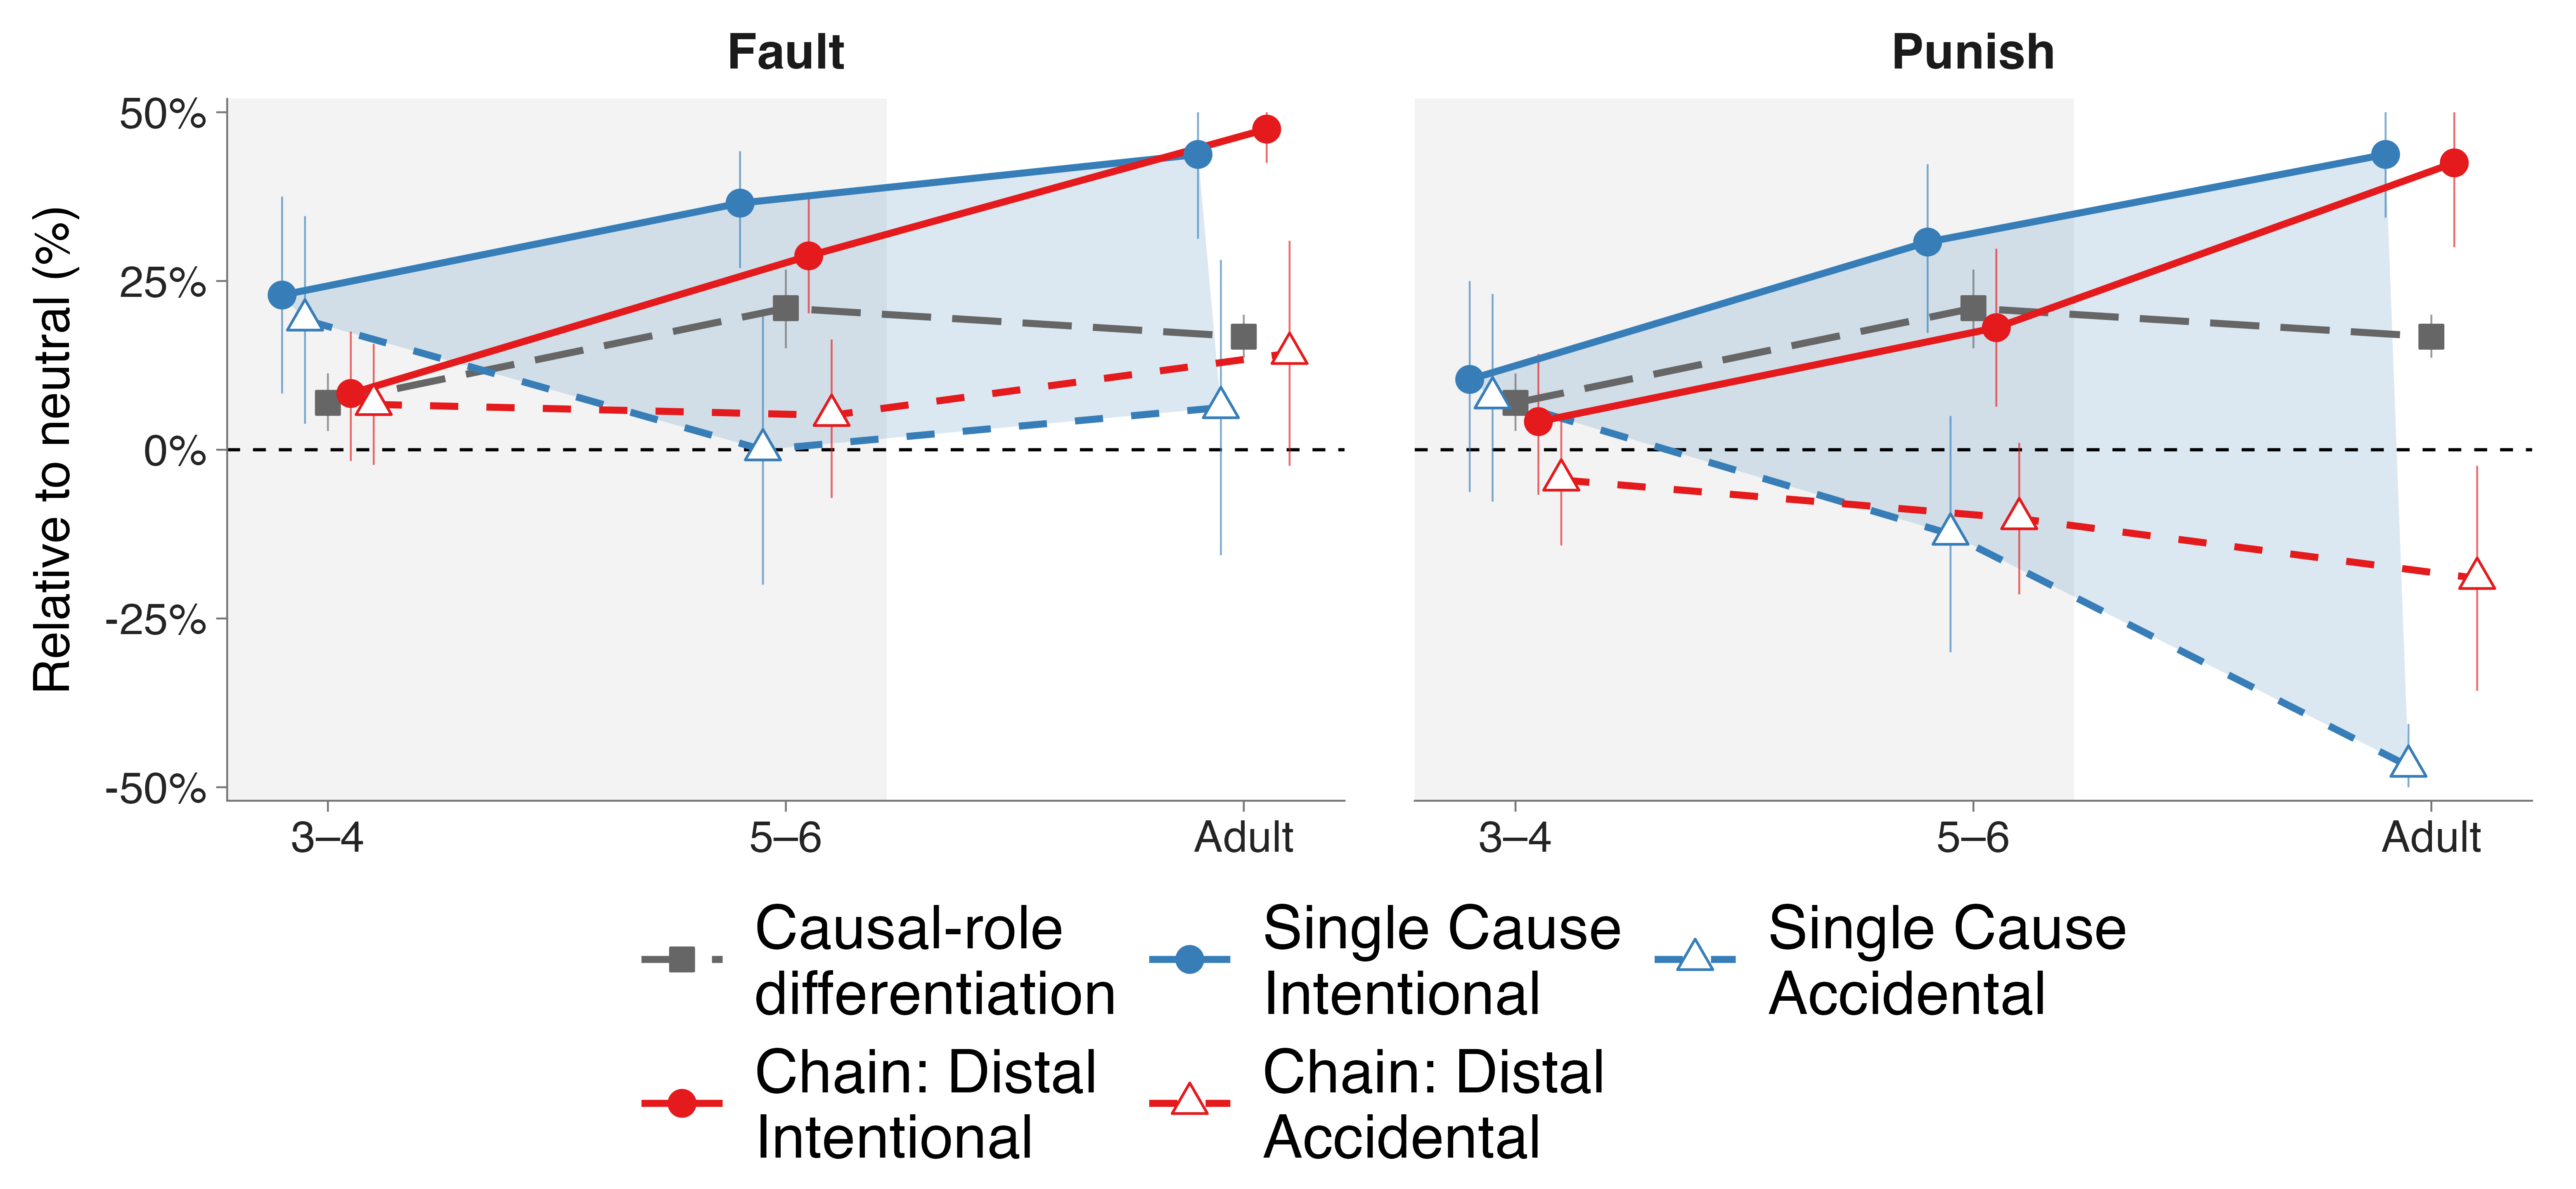 Fault
Punish
Relative to neutral (%)
50%
25%
0%
-25%
-50%
3–4
5–6
Adult
3–4
5–6
Adult
Causal-role
differentiation
Single Cause
Intentional
Single Cause
Accidental
Chain: Distal
Intentional
Chain: Distal
Accidental